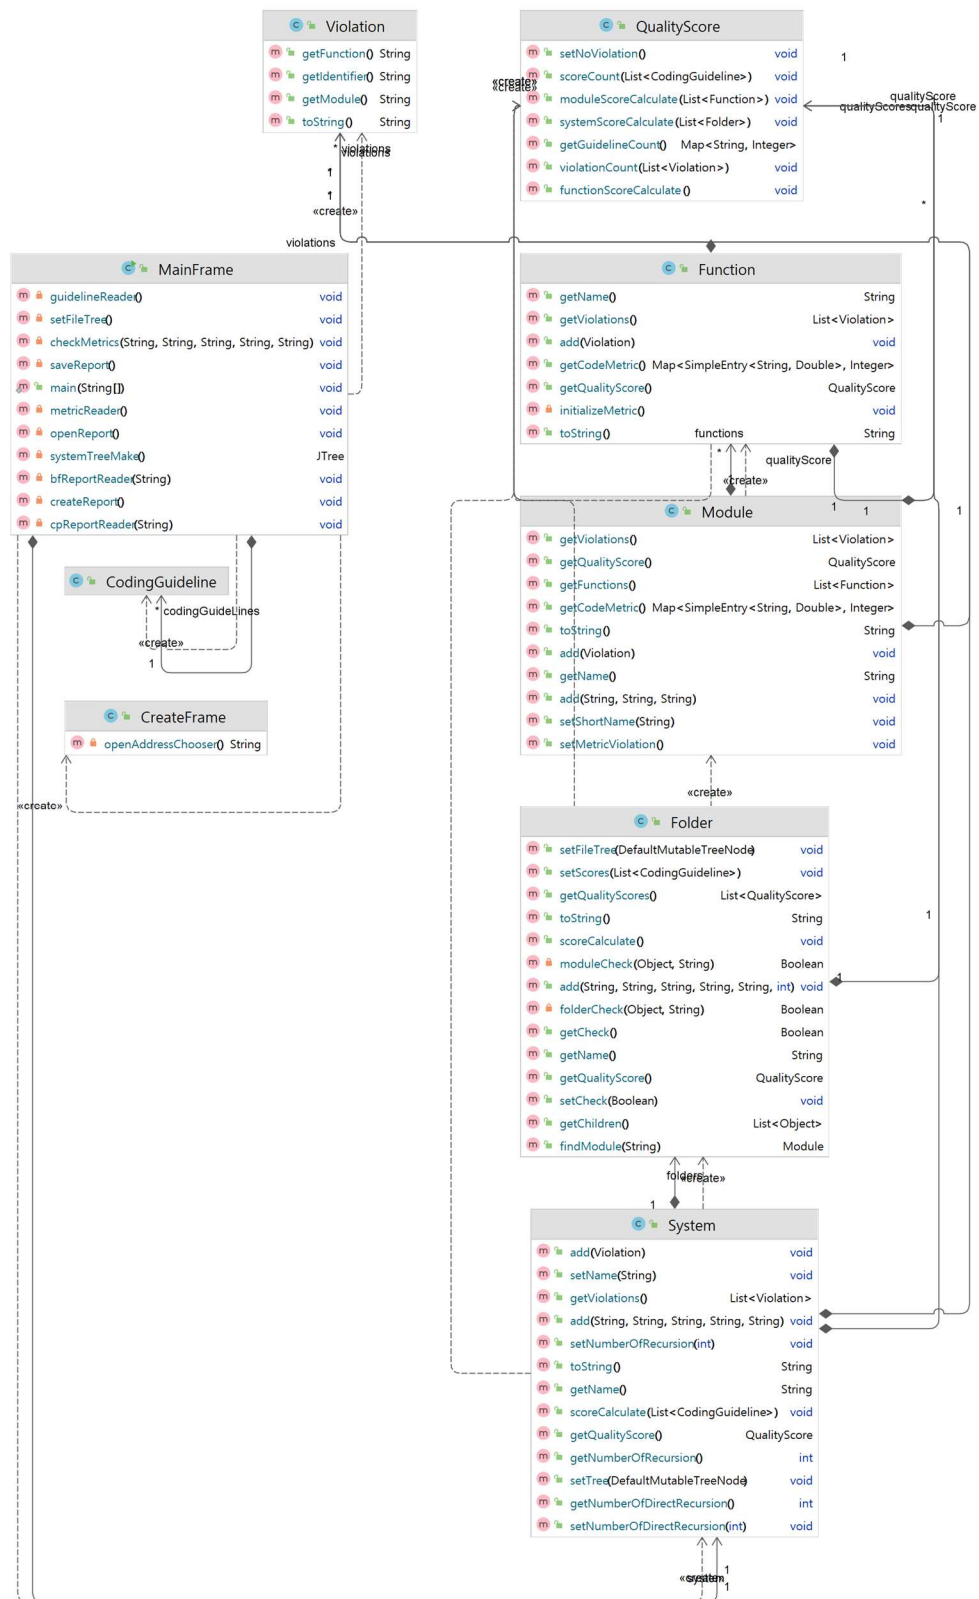 Violation
getFunction() String
getIdentifier() String
getModule() String
toString() String
QualityScore
setNoViolation() void
scoreCount(List<CodingGuideline>) void
moduleScoreCalculate(List<Function>) void
systemScoreCalculate(List<Folder>) void
getGuidelineCount() Map<String, Integer>
violationCount(List<Violation>) void
functionScoreCalculate() void
«create»
«create»
1
qualityScore
qualityScores
qualityScore
1
*
*
violations
violations
1
1
«create»
violations
MainFrame
guidelineReader() void
setFileTree() void
checkMetrics(String, String, String, String, String) void
saveReport() void
main(String[]) void
metricReader() void
openReport() void
systemTreeMake() JTree
bfReportReader(String) void
createReport() void
cpReportReader(String) void
Function
getName() String
getViolations() List<Violation>
add(Violation) void
getCodeMetric() Map<SimpleEntry<String, Double>, Integer>
getQualityScore() QualityScore
initializeMetric() void
toString() String
functions
*
qualityScore
«create»
1
1
1
Module
getViolations() List<Violation>
getQualityScore() QualityScore
getFunctions() List<Function>
getCodeMetric() Map<SimpleEntry<String, Double>, Integer>
toString() String
add(Violation) void
getName() String
add(String, String, String) void
setShortName(String) void
setMetricViolation() void
CodingGuideline
* codingGuideLines
«create»
1
CreateFrame
openAddressChooser() String
«create»
«create»
Folder
setFileTree(DefaultMutableTreeNode) void
setScores(List<CodingGuideline>) void
getQualityScores() List<QualityScore>
toString() String
scoreCalculate() void
moduleCheck(Object, String) Boolean
add(String, String, String, String, String, int) void
folderCheck(Object, String) Boolean
getCheck() Boolean
getName() String
getQualityScore() QualityScore
setCheck(Boolean) void
getChildren() List<Object>
findModule(String) Module
1
1
folders
«create»
1
System
add(Violation) void
setName(String) void
getViolations() List<Violation>
add(String, String, String, String, String) void
setNumberOfRecursion(int) void
toString() String
getName() String
scoreCalculate(List<CodingGuideline>) void
getQualityScore() QualityScore
getNumberOfRecursion() int
setTree(DefaultMutableTreeNode) void
getNumberOfDirectRecursion() int
setNumberOfDirectRecursion(int) void
1
«create»
system
1